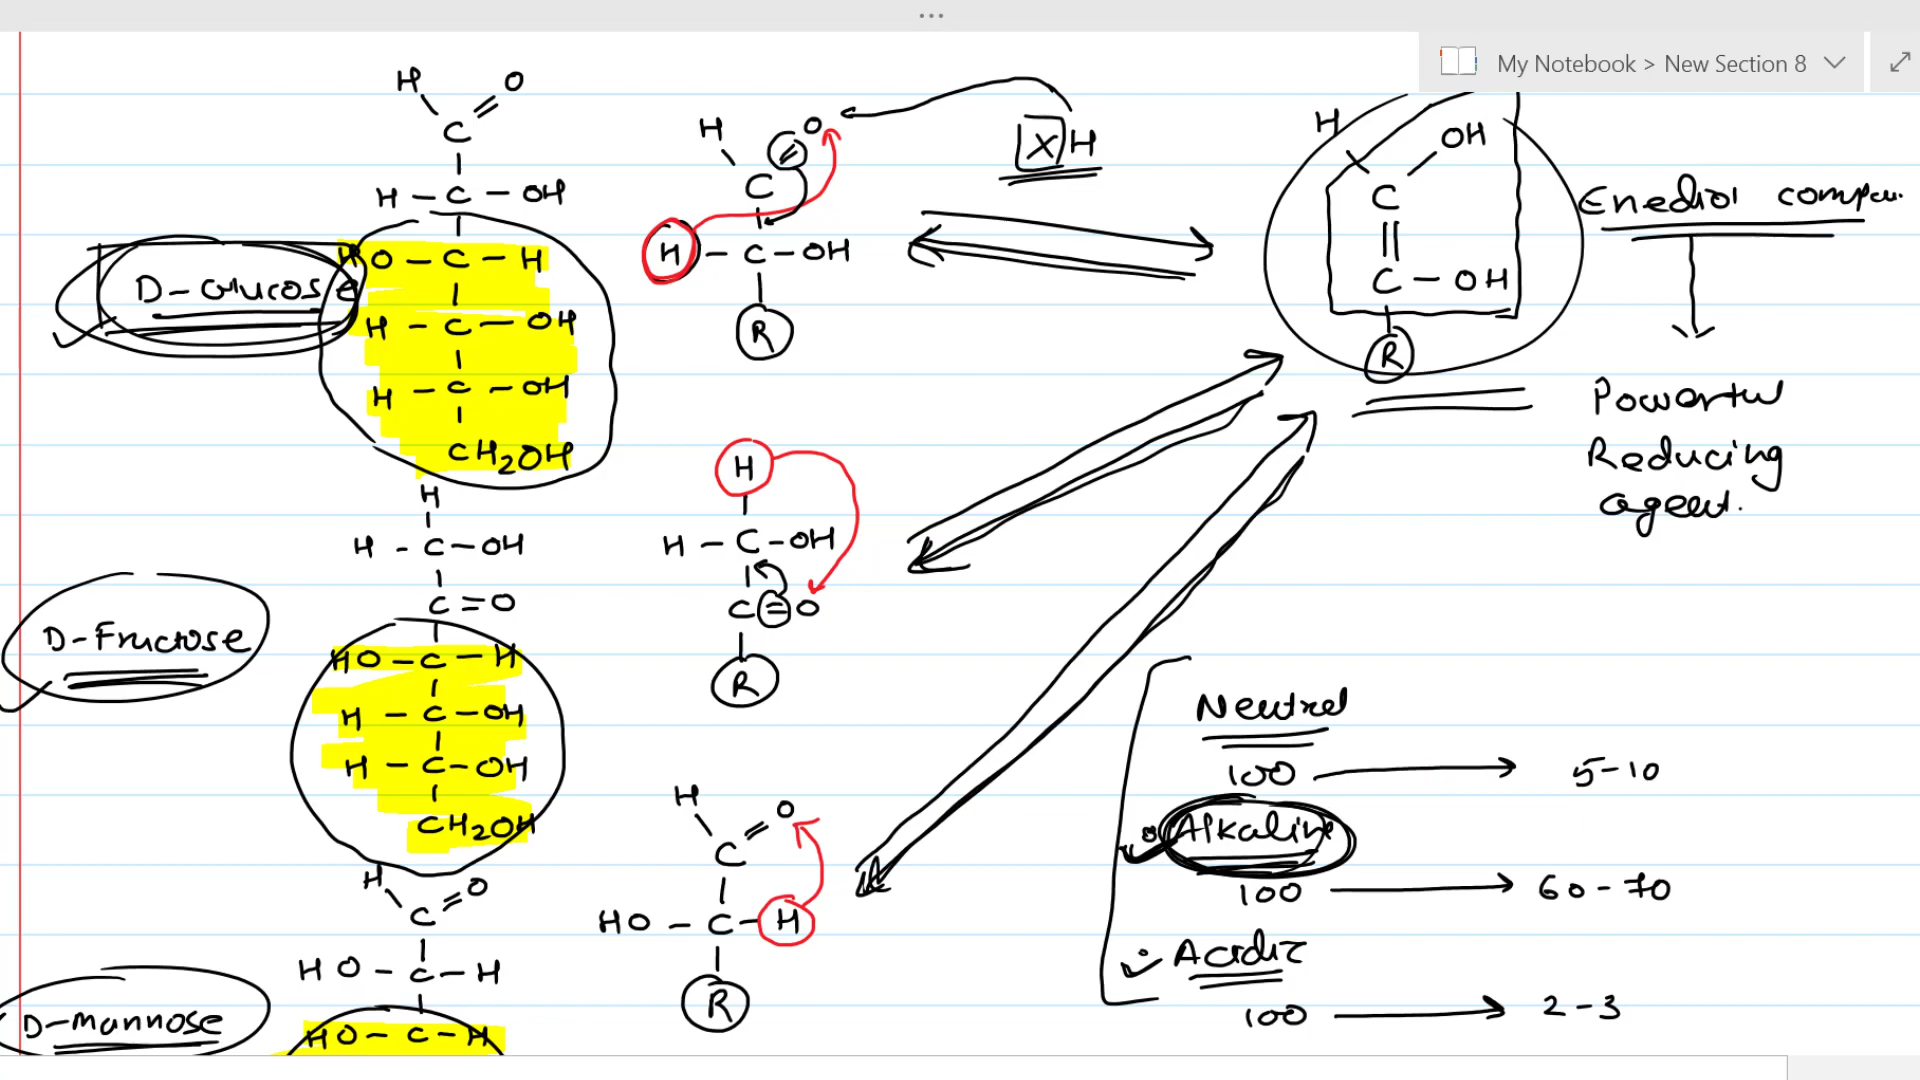 My Notebook > New Section 8
H O
C
H - C - OH
HO - C - H
D-Glucose
H - C - OH
H - C - OH
CH2OH
H O
C
H - C - OH
R
XH
H OH
C
C - OH
R
Enediol
Powerful
Reducing
agent.
H
H - C - OH
C = O
D-Fructose
HO - C - H
H - C - OH
H - C - OH
CH2OH
H
H - C - OH
C = O
R
H O
C
HO - C - H
D-mannose
HO - C - H
H O
C
HO - C - H
R
Neutral
100 → 5-10
Alkaline
100 → 60-70
Acidic
100 → 2-3